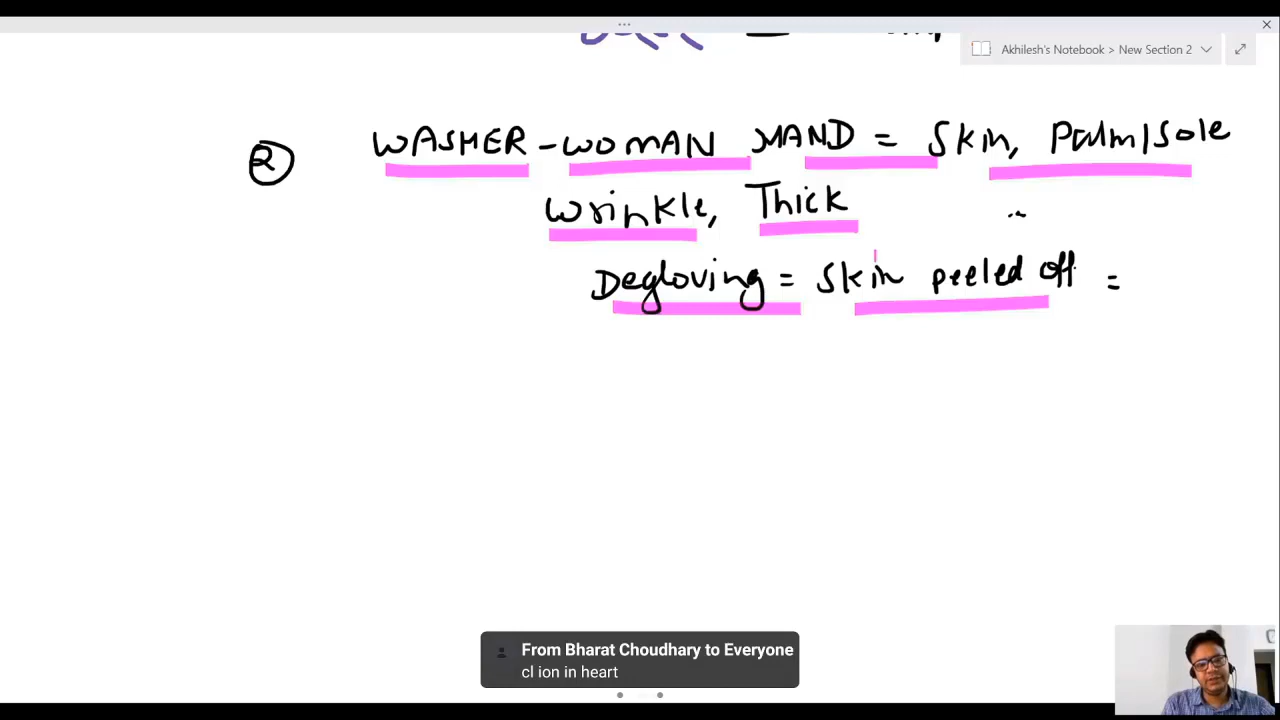 Akhilesh's Notebook > New Section 2
2 WASHER-WOMAN MAND = Skin, Palm/Sole
Wrinkle, Thick "
Degloving = Skin peeled off =
From Bharat Choudhary to Everyone
cl ion in heart